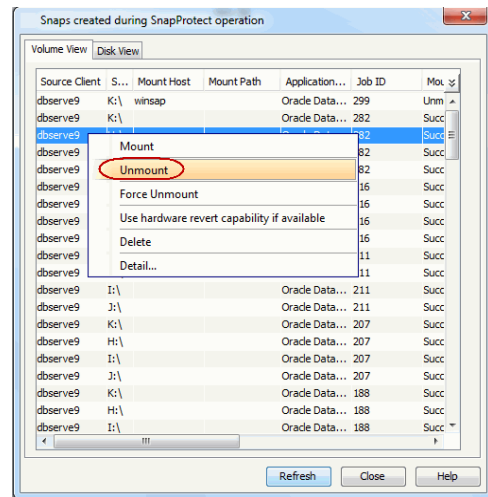 Snaps created during SnapProtect operation
Volume View Disk View
Source Client S... Mount Host Mount Path Application... Job ID Mou
dbserve9 K:\ winsap Oracle Data... 299 Unm
dbserve9 K:\ Oracle Data... 282 Succ
dbserve9 82 Succ
dbserve9 Mount 82 Succ
dbserve9 Unmount 82 Succ
dbserve9 Force Unmount 16 Succ
dbserve9 16 Succ
dbserve9 Use hardware revert capability if available 16 Succ
dbserve9 Delete 16 Succ
dbserve9 11 Succ
dbserve9 Detail... 11 Succ
dbserve9 I:\ Oracle Data... 211 Succ
dbserve9 J:\ Oracle Data... 211 Succ
dbserve9 K:\ Oracle Data... 207 Succ
dbserve9 H:\ Oracle Data... 207 Succ
dbserve9 I:\ Oracle Data... 207 Succ
dbserve9 J:\ Oracle Data... 207 Succ
dbserve9 K:\ Oracle Data... 188 Succ
dbserve9 H:\ Oracle Data... 188 Succ
dbserve9 I:\ Oracle Data... 188 Succ
Refresh Close Help